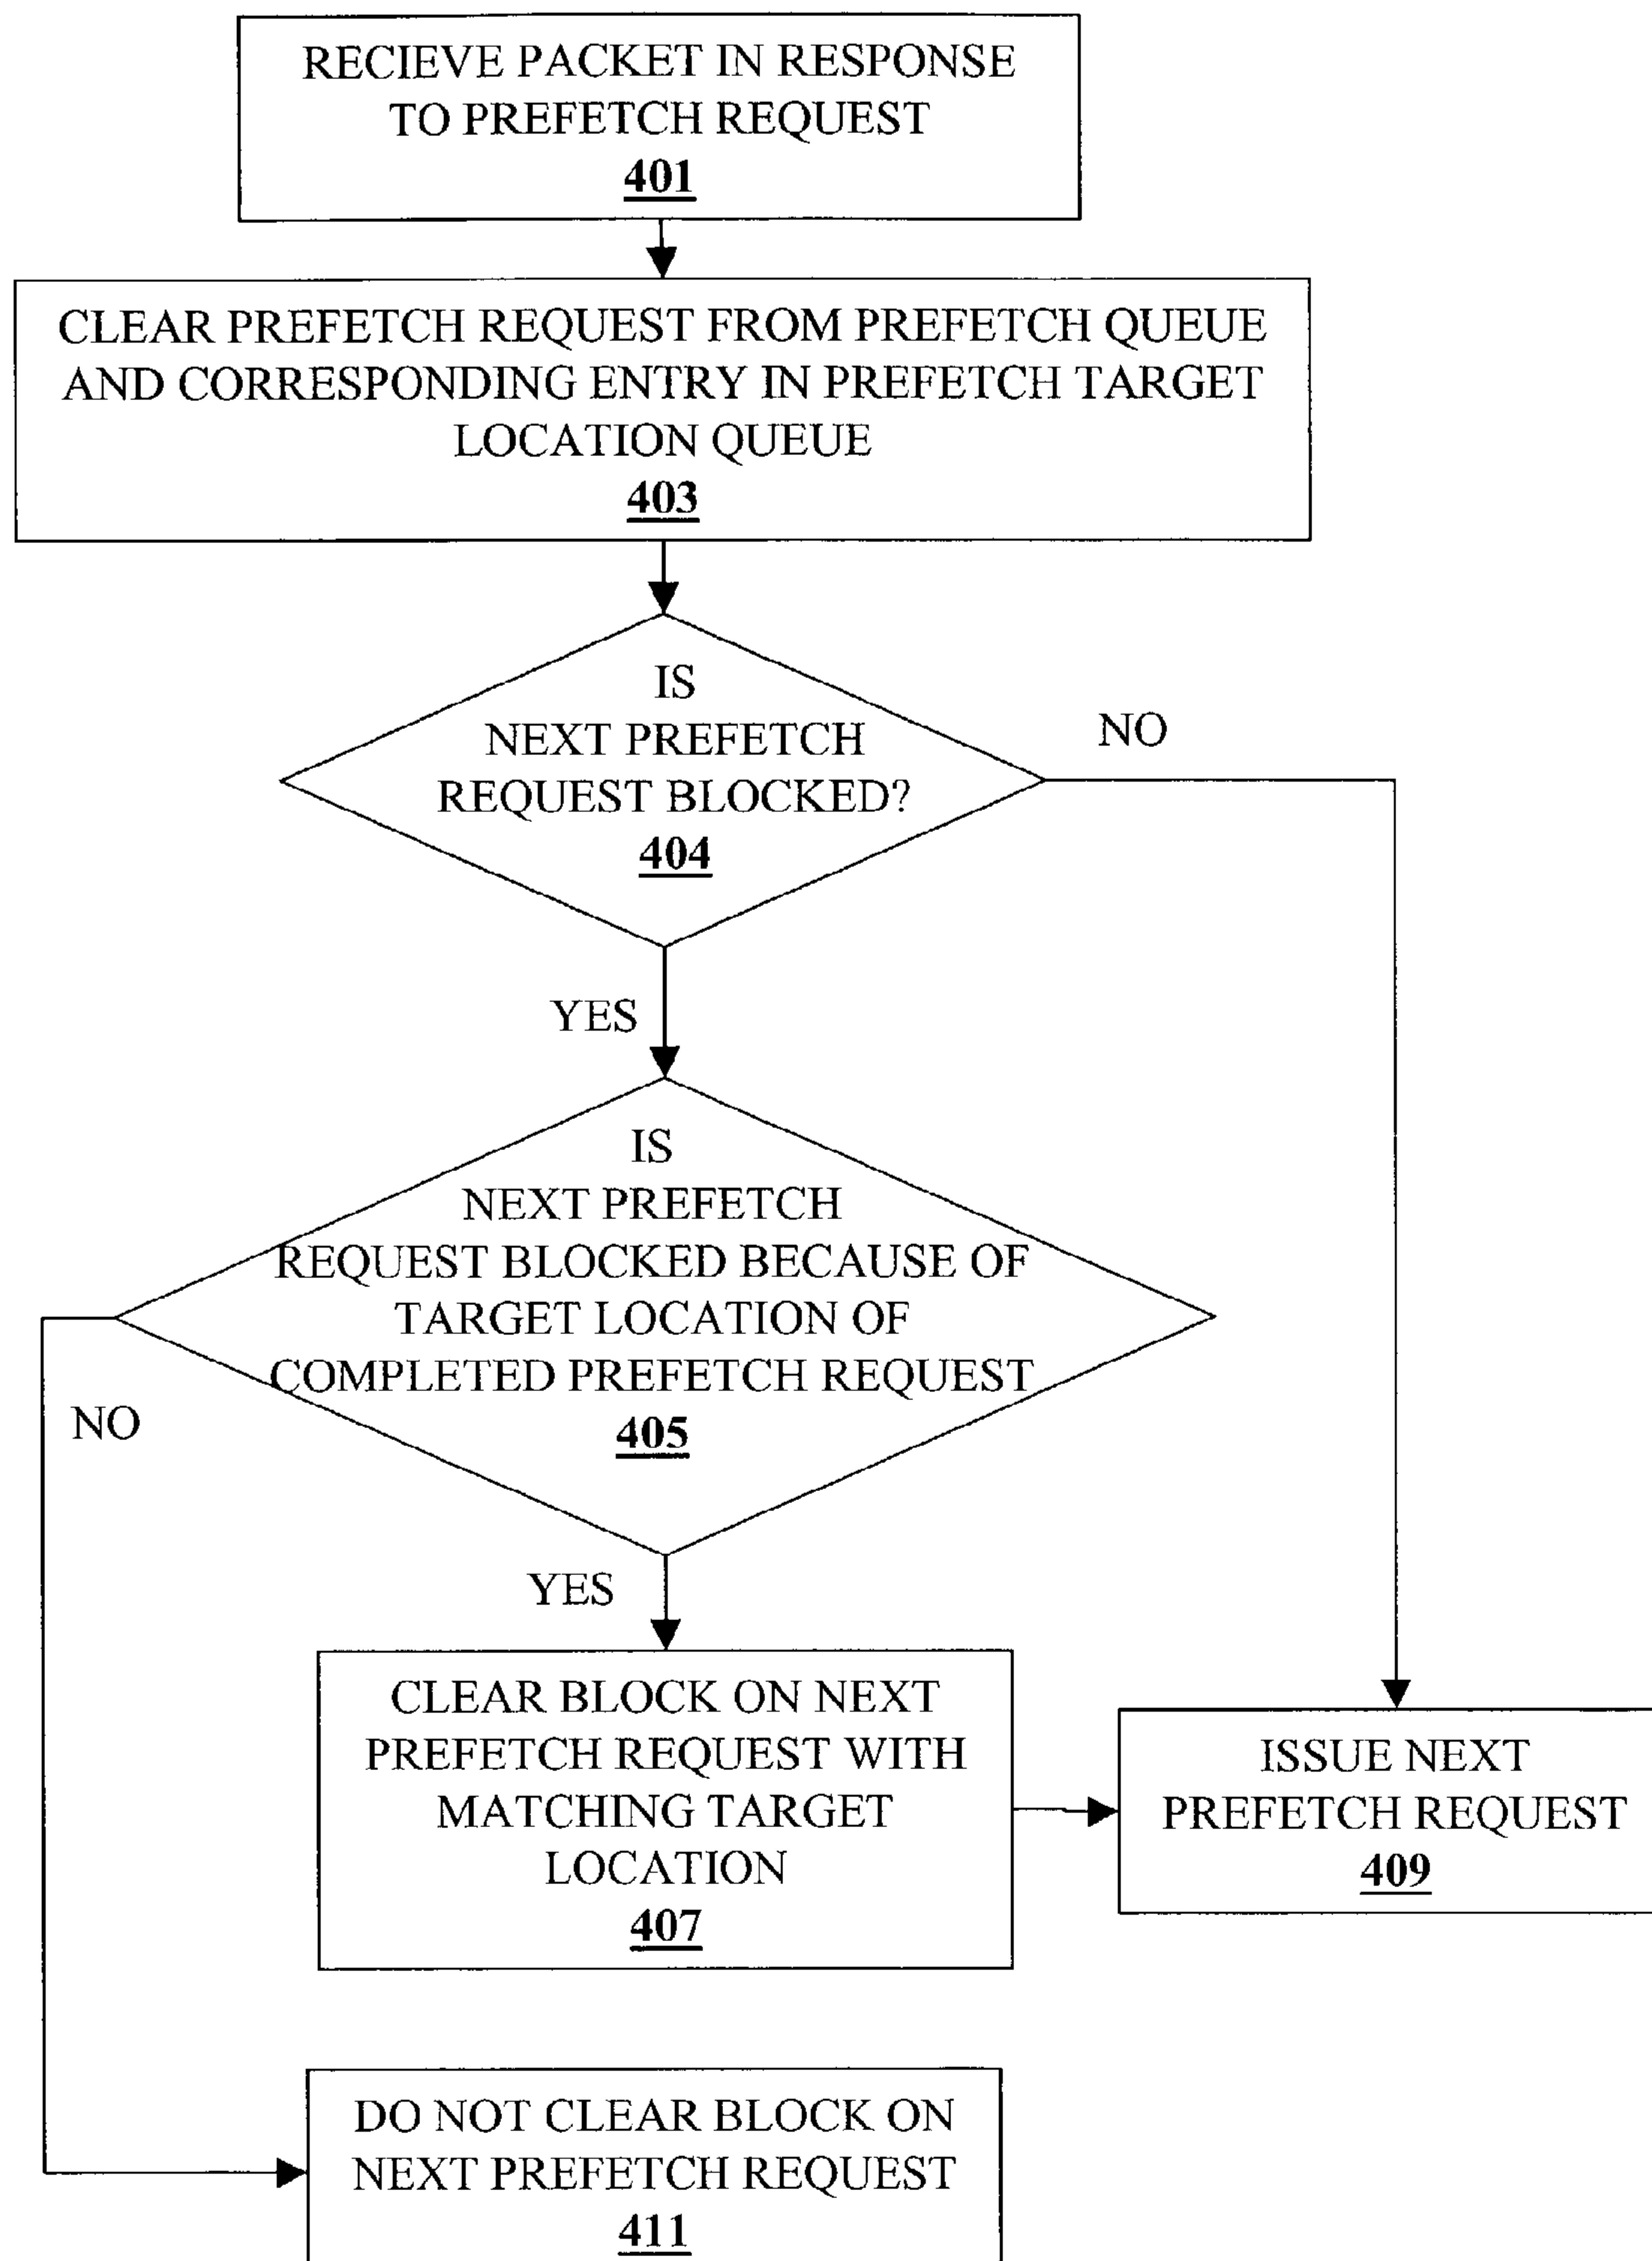 RECIEVE PACKET IN RESPONSE
TO PREFETCH REQUEST
401
CLEAR PREFETCH REQUEST FROM PREFETCH QUEUE
AND CORRESPONDING ENTRY IN PREFETCH TARGET
LOCATION QUEUE
403
IS
NEXT PREFETCH
REQUEST BLOCKED?
404
NO
YES
IS
NEXT PREFETCH
REQUEST BLOCKED BECAUSE OF
TARGET LOCATION OF
COMPLETED PREFETCH REQUEST
405
NO
YES
CLEAR BLOCK ON NEXT
PREFETCH REQUEST WITH
MATCHING TARGET
LOCATION
407
ISSUE NEXT
PREFETCH REQUEST
409
DO NOT CLEAR BLOCK ON
NEXT PREFETCH REQUEST
411